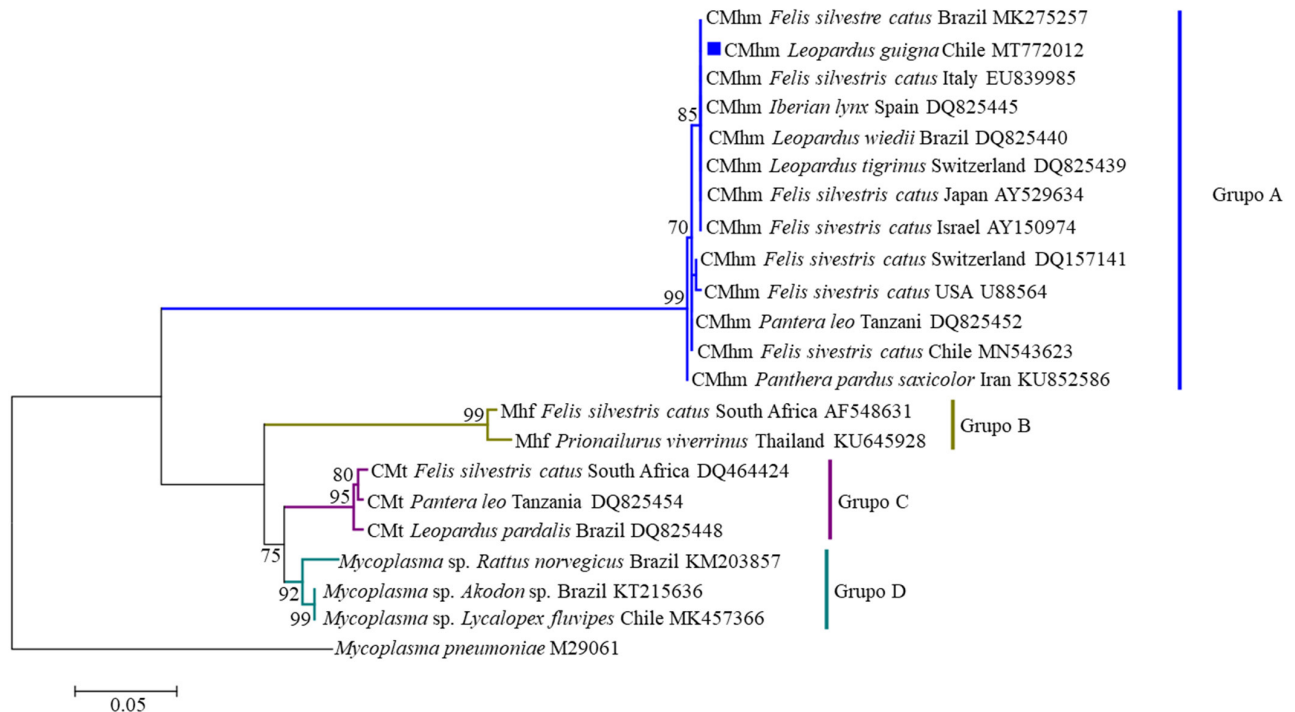 CMhm Felis silvestre catus Brazil MK275257
CMhm Leopardus guigna Chile MT772012
CMhm Felis silvestris catus Italy EU839985
CMhm Iberian lynx Spain DQ825445
85
CMhm Leopardus wiedii Brazil DQ825440
CMhm Leopardus tigrinus Switzerland DQ825439
CMhm Felis silvestris catus Japan AY529634
Grupo A
CMhm Felis sivestris catus Israel AY150974
70
CMhm Felis sivestris catus Switzerland DQ157141
CMhm Felis sivestris catus USA U88564
99
CMhm Pantera leo Tanzani DQ825452
CMhm Felis sivestris catus Chile MN543623
CMhm Panthera pardus saxicolor Iran KU852586
99
Mhf Felis silvestris catus South Africa AF548631
Grupo B
Mhf Prionailurus viverrinus Thailand KU645928
80
CMt Felis silvestris catus South Africa DQ464424
95
CMt Pantera leo Tanzania DQ825454
Grupo C
CMt Leopardus pardalis Brazil DQ825448
75
Mycoplasma sp. Rattus norvegicus Brazil KM203857
92
Mycoplasma sp. Akodon sp. Brazil KT215636
Grupo D
99
Mycoplasma sp. Lycalopex fluvipes Chile MK457366
Mycoplasma pneumoniae M29061
0.05